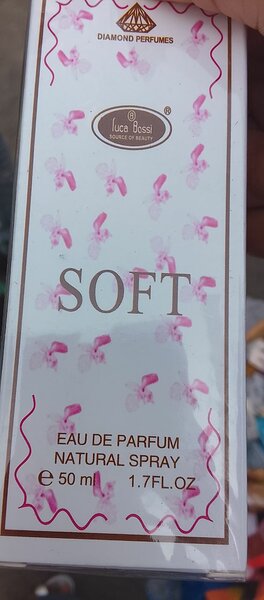 DIAMOND PERFUMES
®
luca Bossi
SOURCE OF BEAUTY
SOFT
EAU DE PARFUM
NATURAL SPRAY
℮ 50 ml 1.7FL.OZ